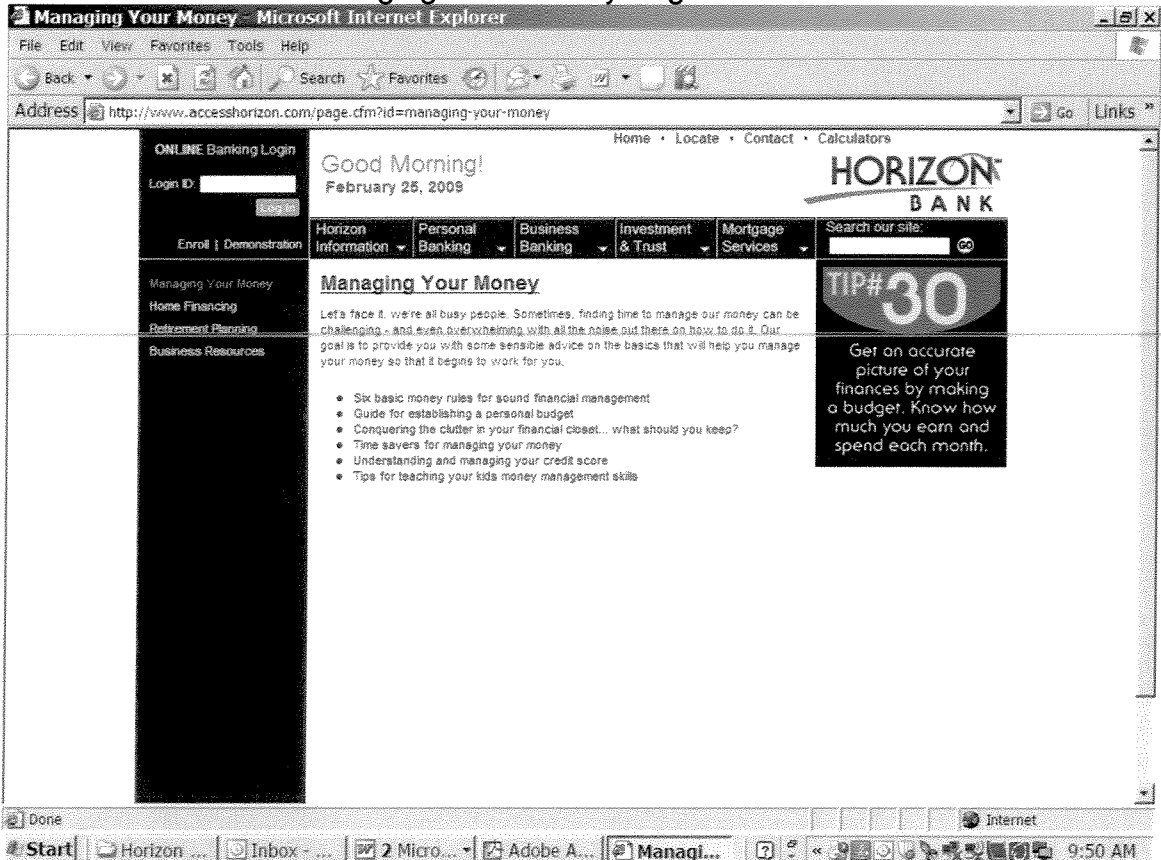 Managing Your Money - Microsoft Internet Explorer
File Edit View Favorites Tools Help
Back Search Favorites
Address http://www.accesshorizon.com/page.cfm?id=managing-your-money Go Links »
ONLINE Banking Login
Login ID:
Log In
Enroll | Demonstration
Managing Your Money
Home Financing
Retirement Planning
Business Resources
Home • Locate • Contact • Calculators
Good Morning!
February 25, 2009
HORIZON
BANK
Horizon Information
Personal Banking
Business Banking
Investment & Trust
Mortgage Services
Search our site:
GO
Managing Your Money
Let's face it, we're all busy people. Sometimes, finding time to manage our money can be
challenging - and even overwhelming with all the noise out there on how to do it. Our
goal is to provide you with some sensible advice on the basics that will help you manage
your money so that it begins to work for you.
• Six basic money rules for sound financial management
• Guide for establishing a personal budget
• Conquering the clutter in your financial closet... what should you keep?
• Time savers for managing your money
• Understanding and managing your credit score
• Tips for teaching your kids money management skills
TIP# 30
Get an accurate
picture of your
finances by making
a budget. Know how
much you earn and
spend each month.
Done
Internet
Start Horizon ... Inbox - ... 2 Micro... Adobe A... Managi... « 9:50 AM